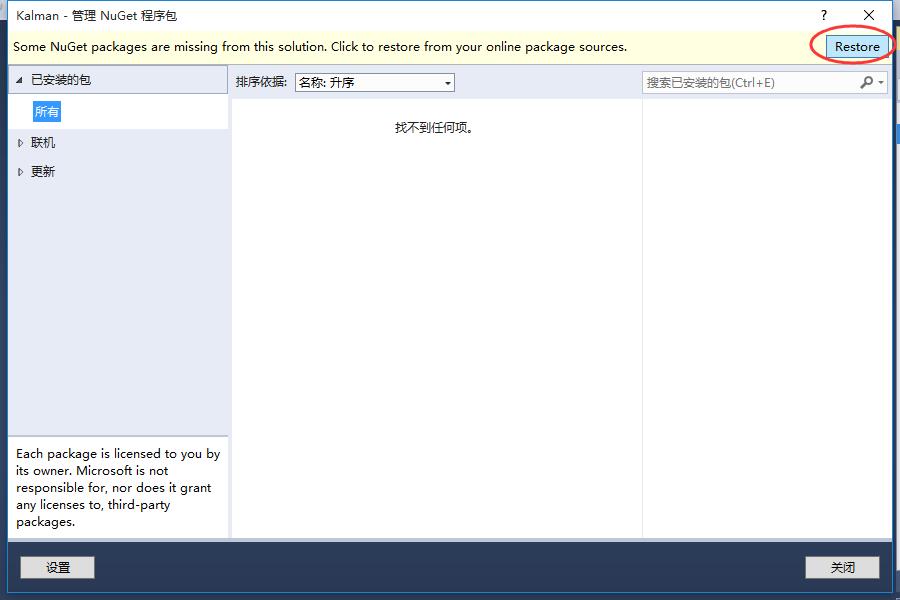 Kalman - 管理 NuGet 程序包
?
Some NuGet packages are missing from this solution. Click to restore from your online package sources.
Restore
已安装的包
排序依据: 名称: 升序
搜索已安装的包(Ctrl+E)
所有
找不到任何项。
联机
更新
Each package is licensed to you by
its owner. Microsoft is not
responsible for, nor does it grant
any licenses to, third-party
packages.
设置
关闭